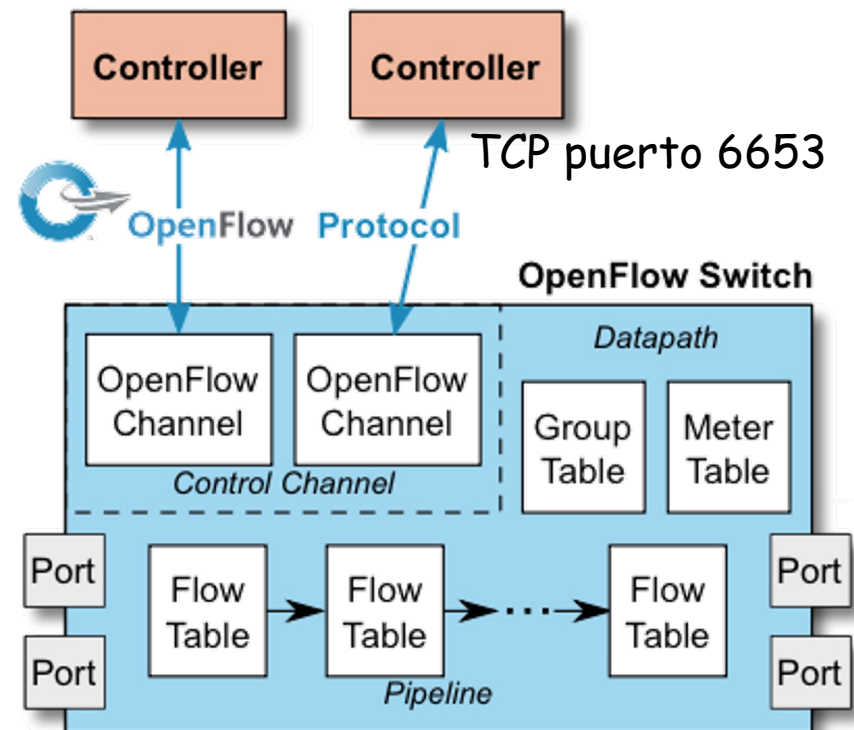 Controller
Controller
TCP puerto 6653
OpenFlow Protocol
OpenFlow Switch
Datapath
OpenFlow
Channel
OpenFlow
Channel
Control Channel
Group
Table
Meter
Table
Port
Port
Flow
Table
Flow
Table
...
Flow
Table
Pipeline
Port
Port